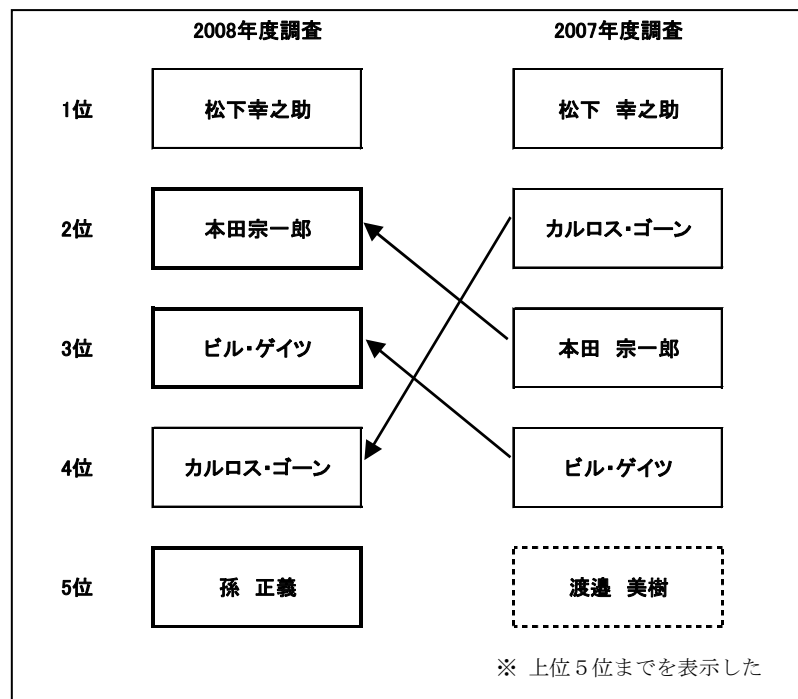 2008年度調査 2007年度調査
1位 松下幸之助 松下 幸之助
2位 本田宗一郎 カルロス・ゴーン
3位 ビル・ゲイツ 本田 宗一郎
4位 カルロス・ゴーン ビル・ゲイツ
5位 孫 正義 渡邉 美樹
※ 上位５位までを表示した